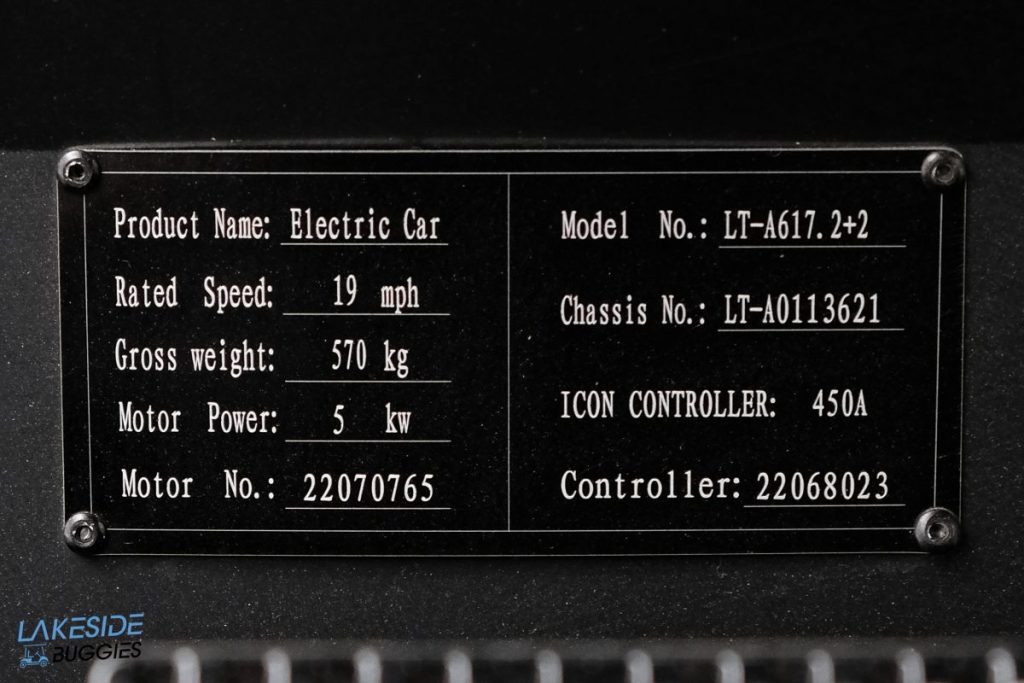 Product Name: Electric Car
Rated Speed: 19 mph
Gross weight: 570 kg
Motor Power: 5 kw
Motor No.: 22070765
Model No.: LT-A617.2+2
Chassis No.: LT-A0113621
ICON CONTROLLER: 450A
Controller: 22068023
LAKESIDE
BUGGIES